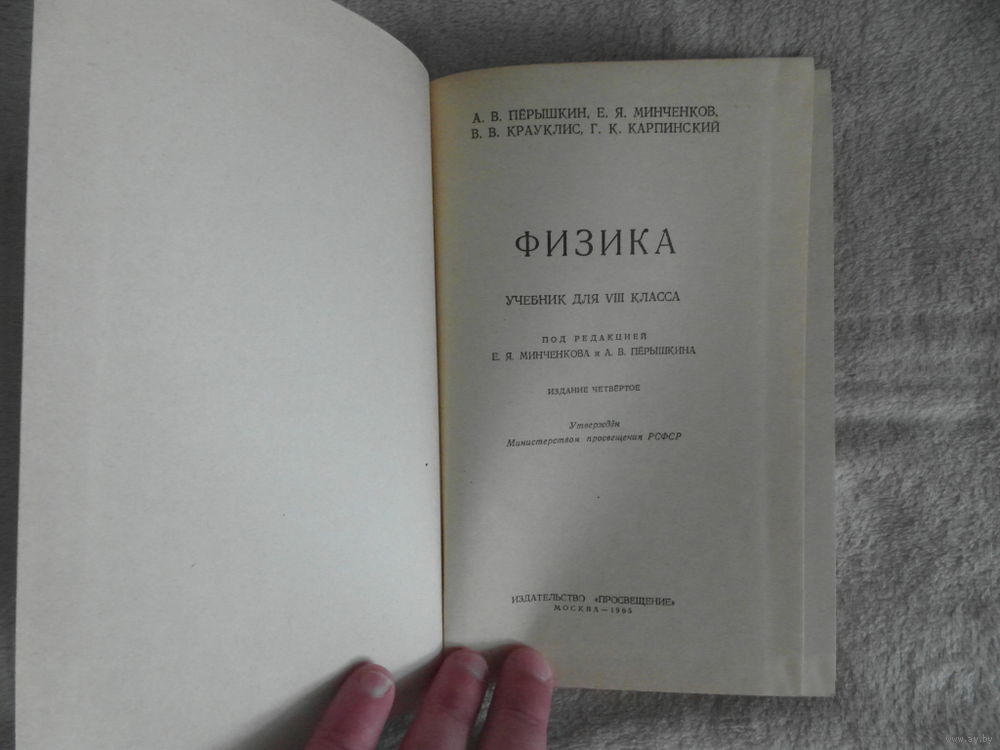 А. В. ПЁРЫШКИН, Е. Я. МИНЧЕНКОВ,
В. В. КРАУКЛИС, Г. К. КАРПИНСКИЙ
ФИЗИКА
УЧЕБНИК ДЛЯ VIII КЛАССА
ПОД РЕДАКЦИЕЙ
Е. Я. МИНЧЕНКОВА и А. В. ПЁРЫШКИНА
ИЗДАНИЕ ЧЕТВЁРТОЕ
Утверждён
Министерством просвещения РСФСР
ИЗДАТЕЛЬСТВО «ПРОСВЕЩЕНИЕ»
МОСКВА—1965
www.ay.by